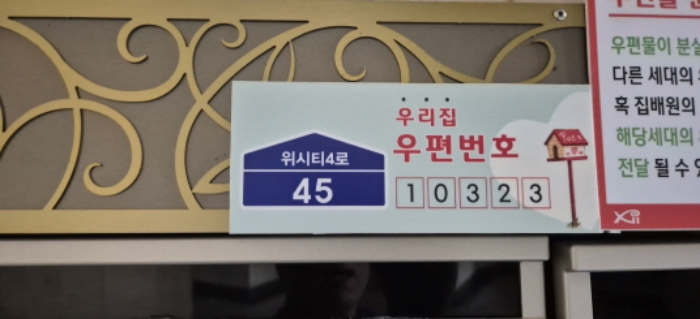 우리집
우편번호
위시티4로
45
10323
우편물이 분실
다른 세대의
혹 집배원의
해당세대의
전달 될 수 있
Xi